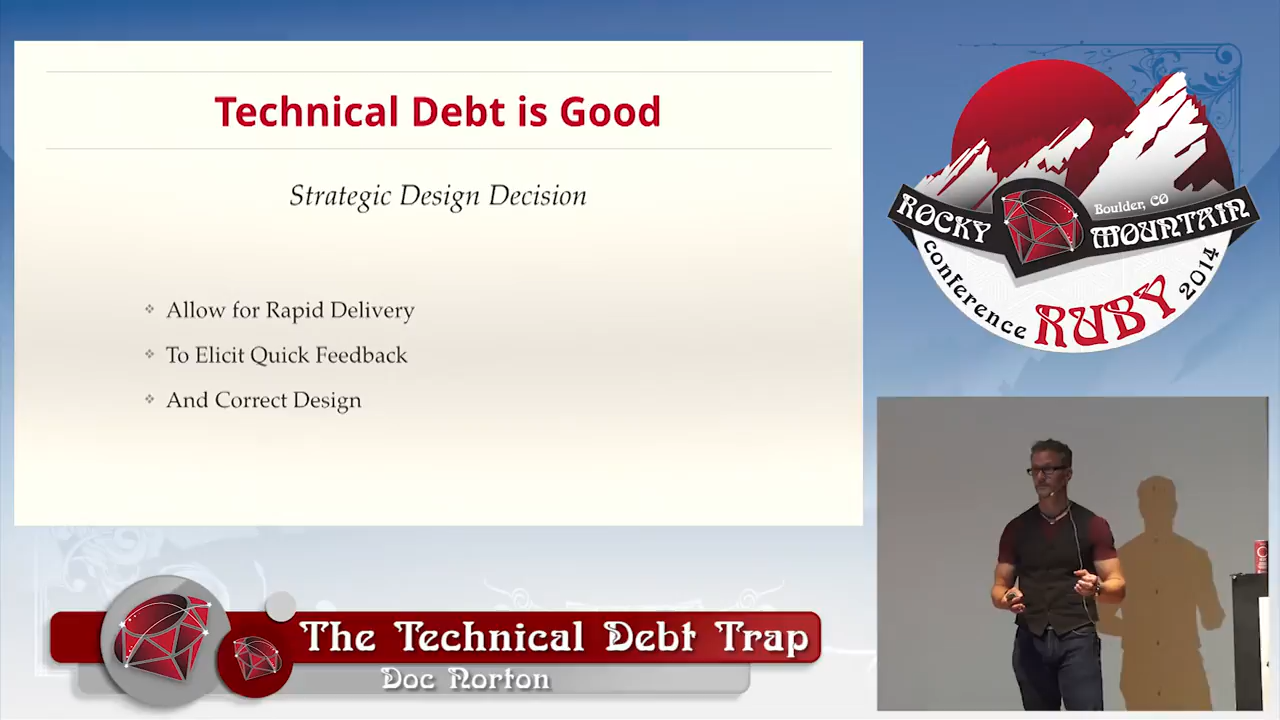 Technical Debt is Good
Strategic Design Decision
Allow for Rapid Delivery
To Elicit Quick Feedback
And Correct Design
Boulder, CO
ROCKY MOUNTAIN
conference RUBY 2014
The Technical Debt Trap
Doc Norton